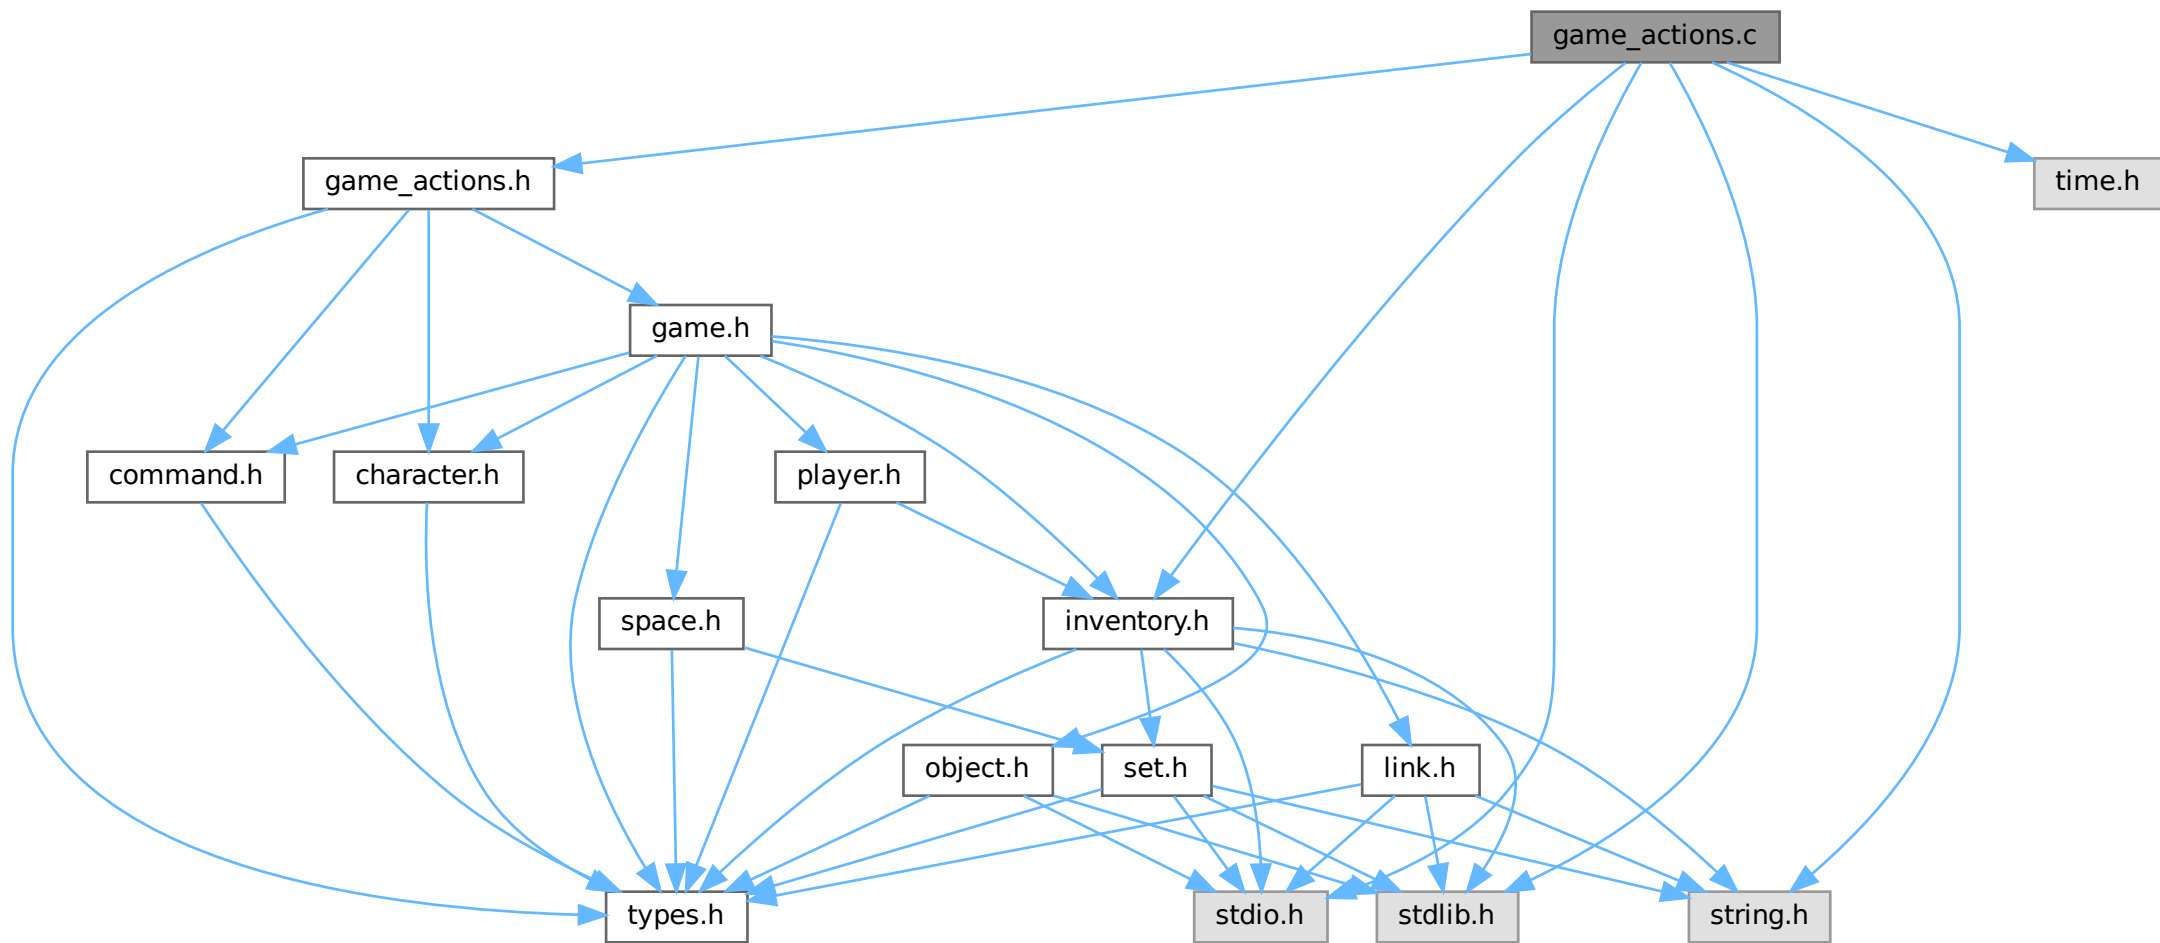 game_actions.c
game_actions.h
time.h
game.h
command.h
character.h
player.h
space.h
inventory.h
object.h
set.h
link.h
types.h
stdio.h
stdlib.h
string.h